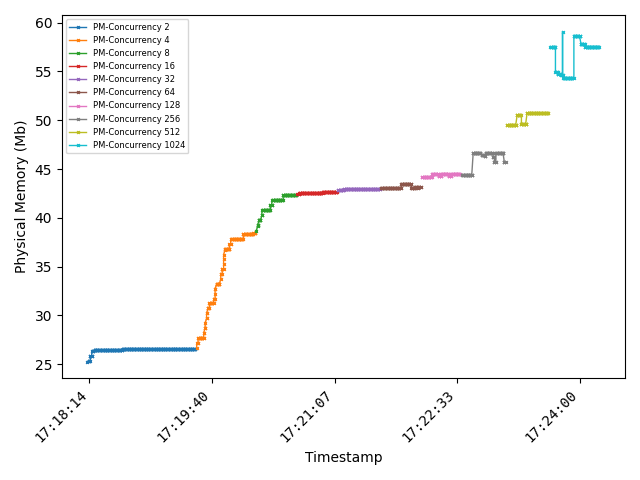 PM-Concurrency 2
PM-Concurrency 4
PM-Concurrency 8
PM-Concurrency 16
PM-Concurrency 32
PM-Concurrency 64
PM-Concurrency 128
PM-Concurrency 256
PM-Concurrency 512
PM-Concurrency 1024
Physical Memory (Mb)
60
55
50
45
40
35
30
25
17:18:14
17:19:40
17:21:07
17:22:33
17:24:00
Timestamp